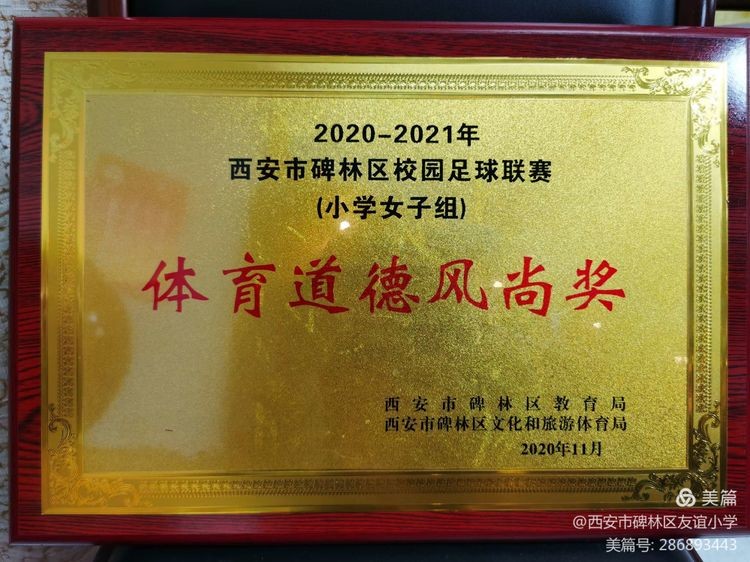 2020-2021年
西安市碑林区校园足球联赛
(小学女子组)
体育道德风尚奖
西安市碑林区教育局
西安市碑林区文化和旅游体育局
2020年11月
美篇
@西安市碑林区友谊小学
美篇号: 286893443